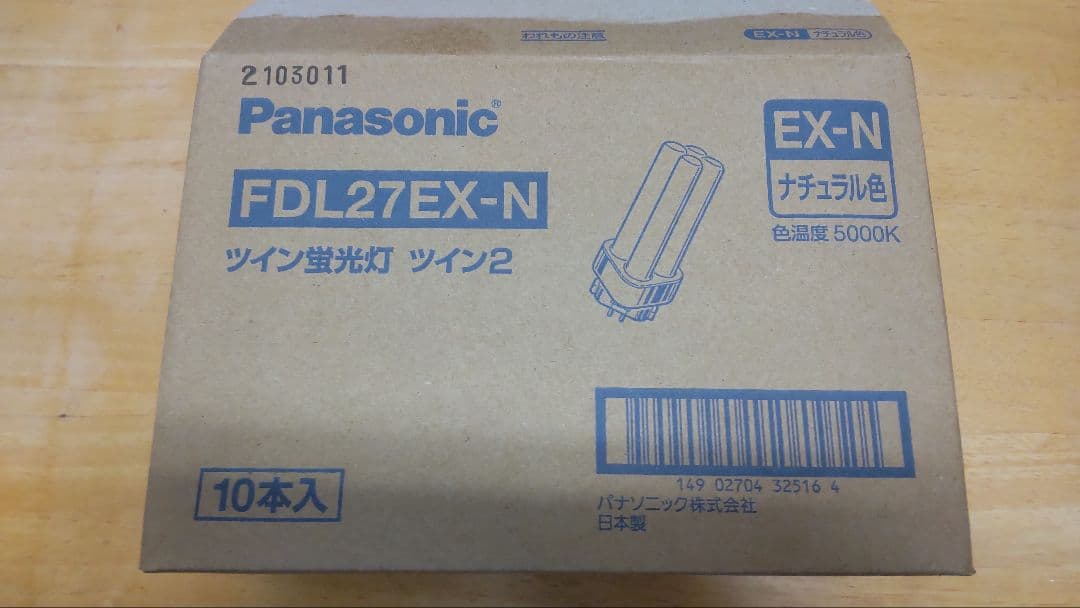 われもの注意
EX-N ナチュラル色
2103011
Panasonic®
EX-N
ナチュラル色
色温度 5000K
FDL27EX-N
ツイン蛍光灯 ツイン2
149 02704 32516 4
パナソニック株式会社
日本製
10本入